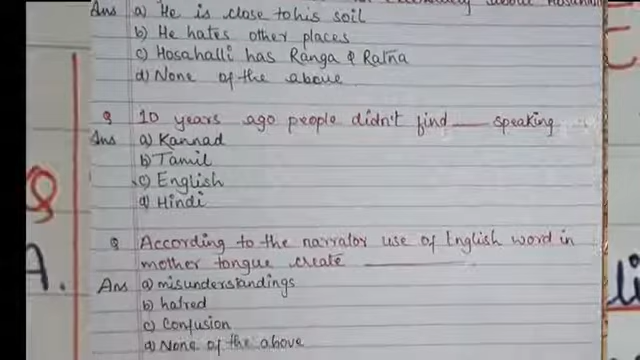 Ans a) He is close to his soil
b) He hates other places
c) Hosahalli has Ranga & Ratna
d) None of the above
Q 10 years ago people didn't find ____ speaking
Ans a) Kannad
b) Tamil
c) English
d) Hindi
Q According to the narrator use of English word in
mother tongue create ________
Ans a) misunderstandings
b) hatred
c) Confusion
d) None of the above
A.